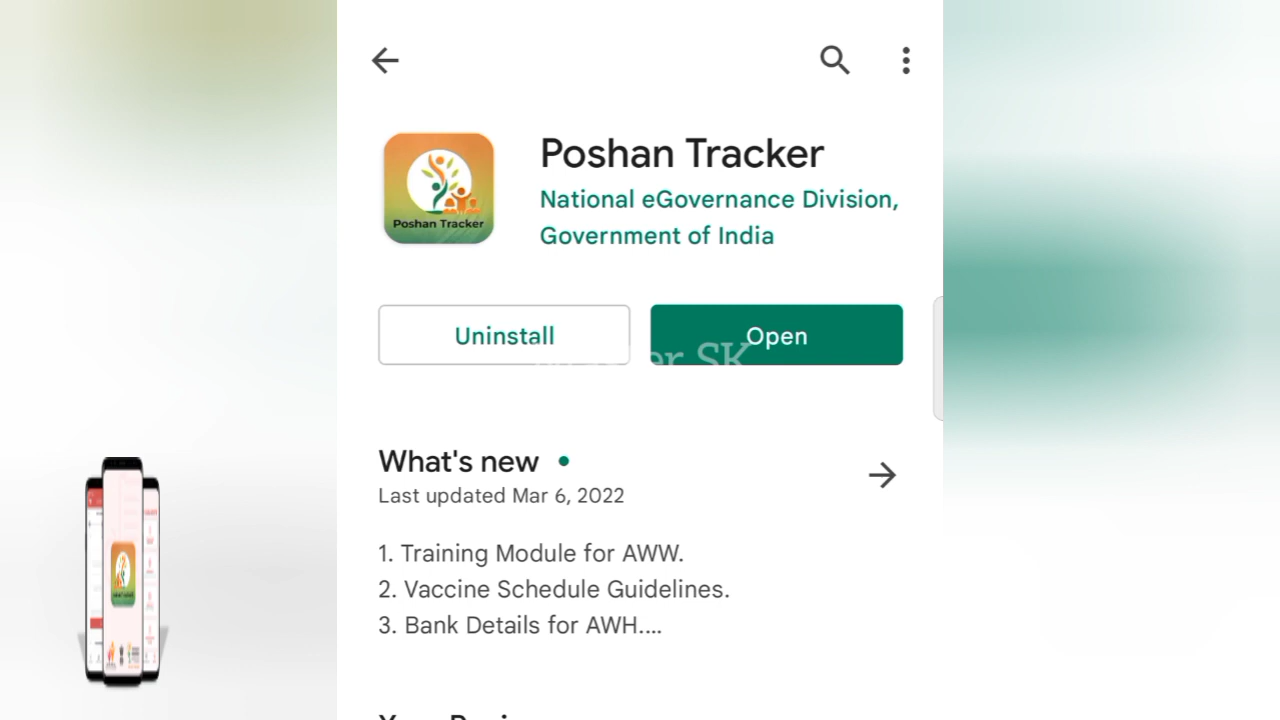 Poshan Tracker
National eGovernance Division,
Government of India
Poshan Tracker
Uninstall
Open
SK
What's new
Last updated Mar 6, 2022
1. Training Module for AWW.
2. Vaccine Schedule Guidelines.
3. Bank Details for AWH....